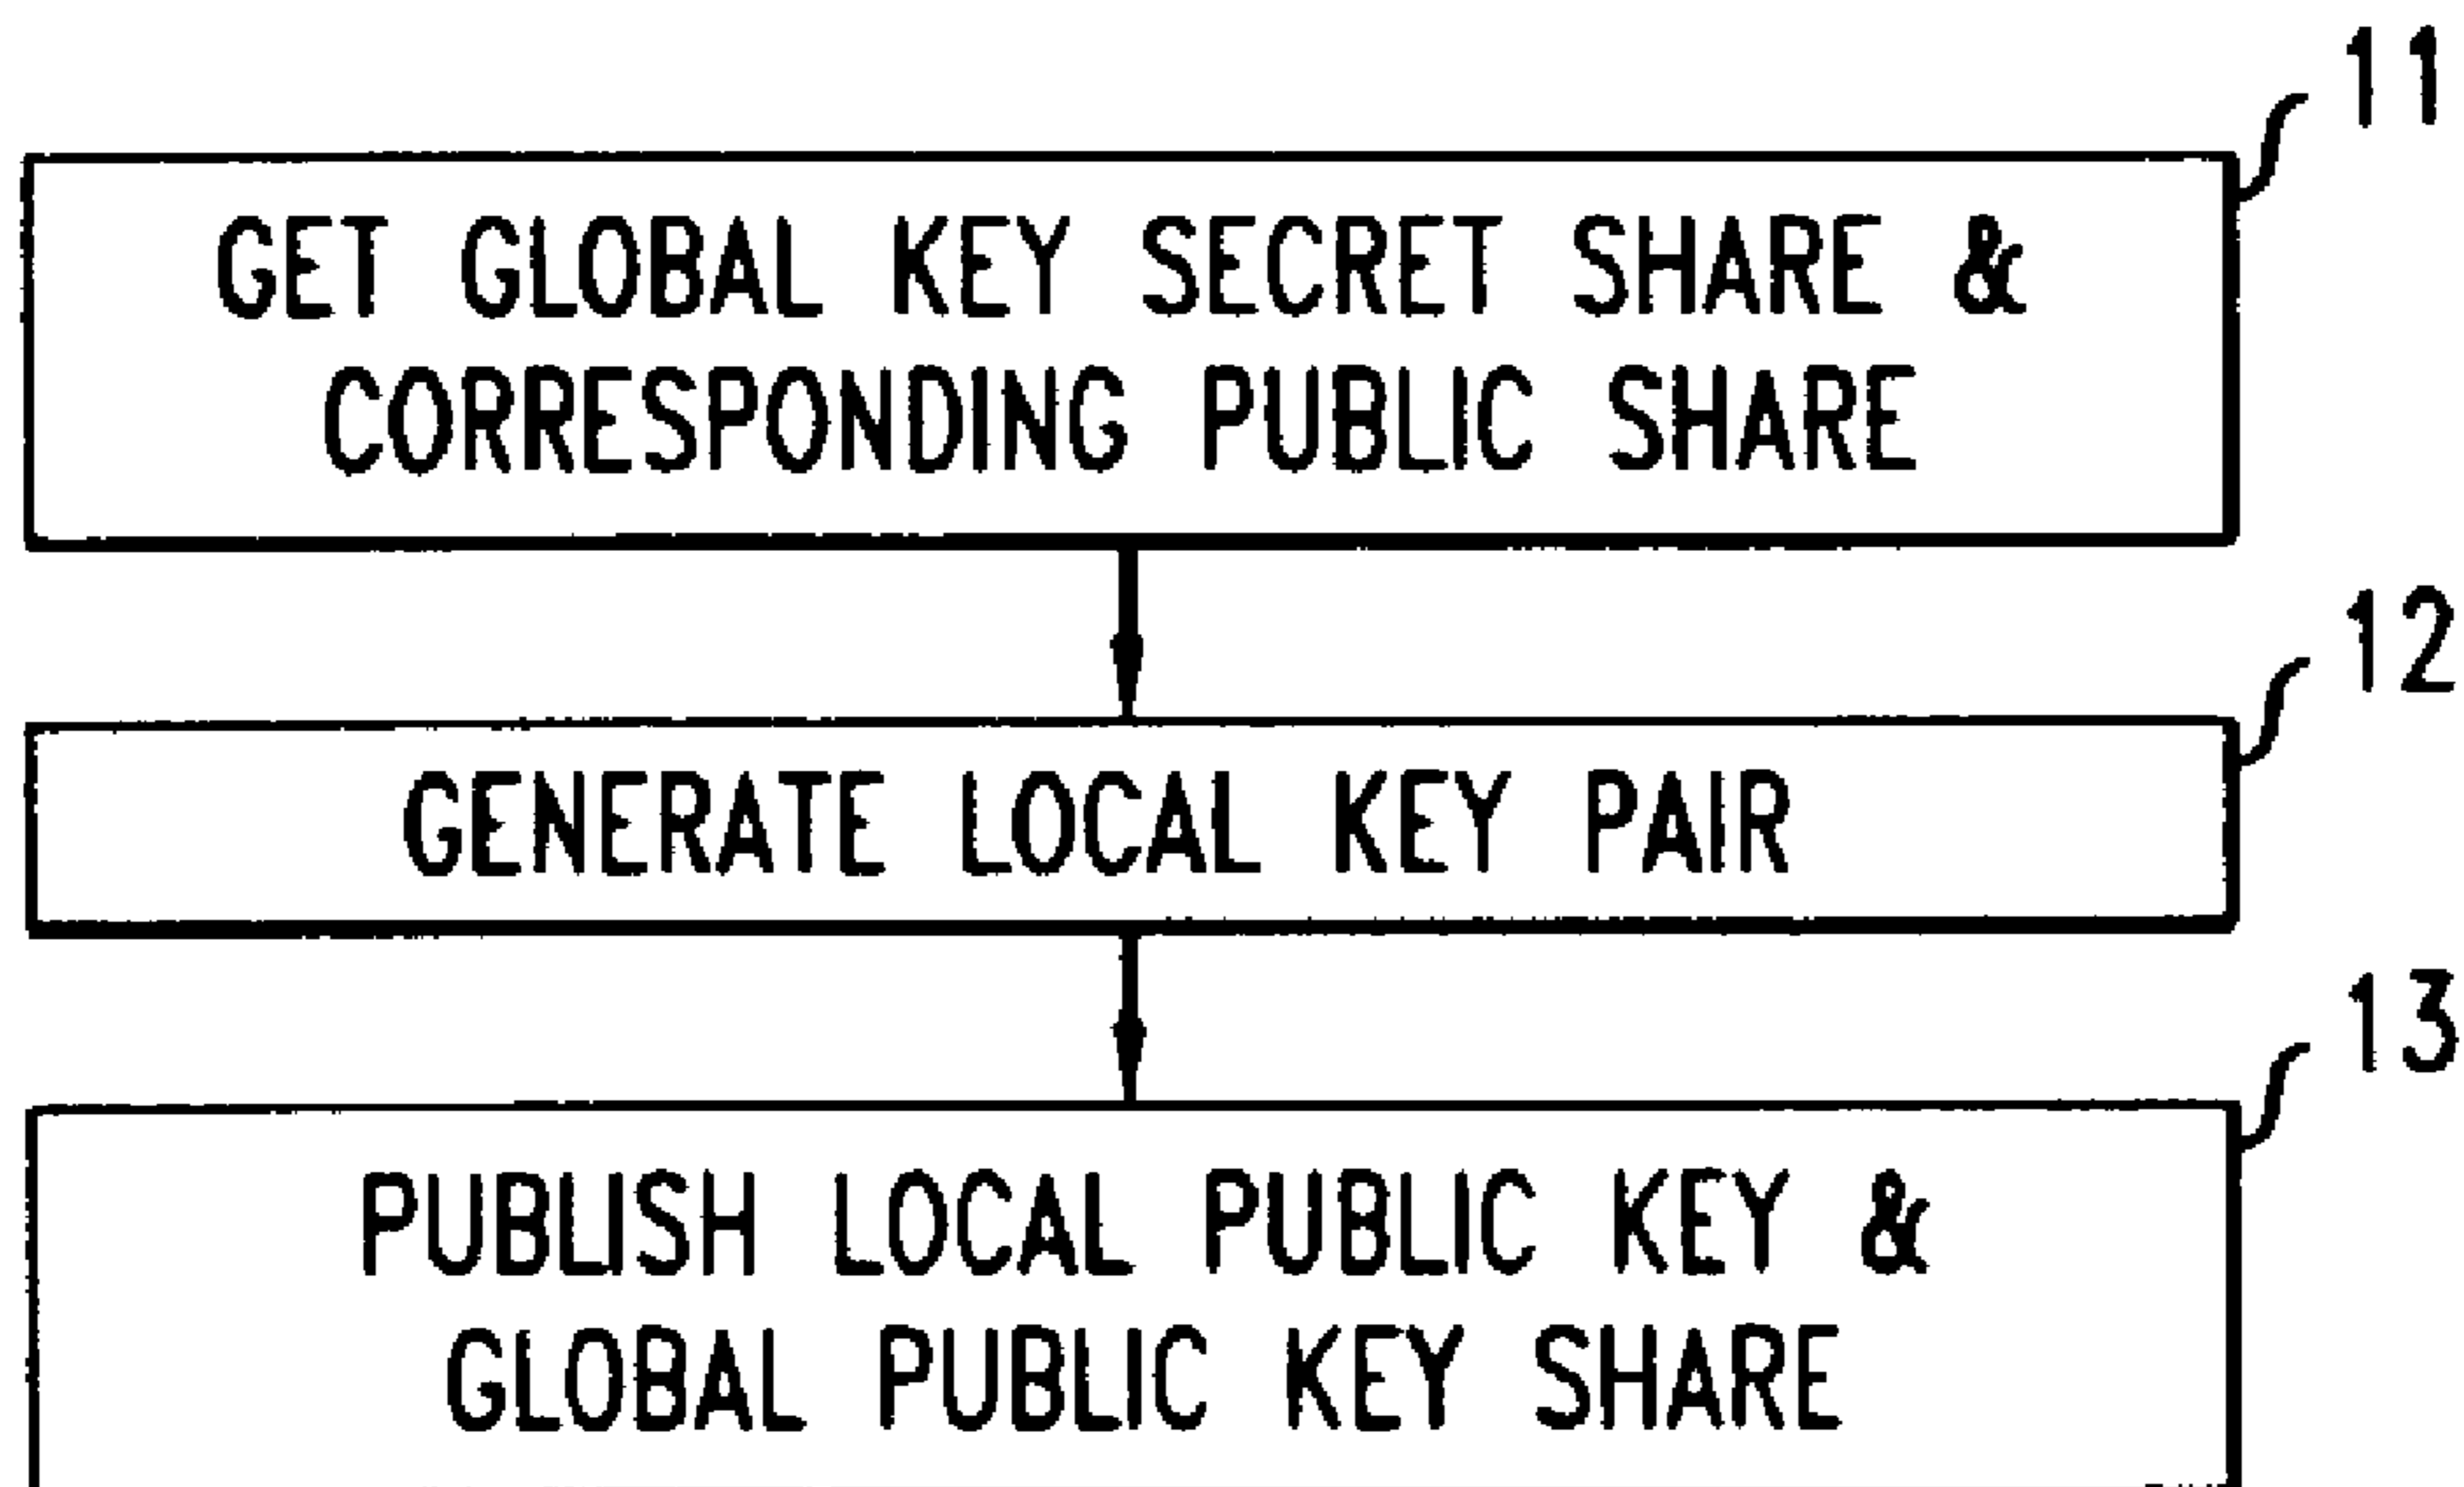 11
GET GLOBAL KEY SECRET SHARE &
CORRESPONDING PUBLIC SHARE
12
GENERATE LOCAL KEY PAIR
13
PUBLISH LOCAL PUBLIC KEY &
GLOBAL PUBLIC KEY SHARE